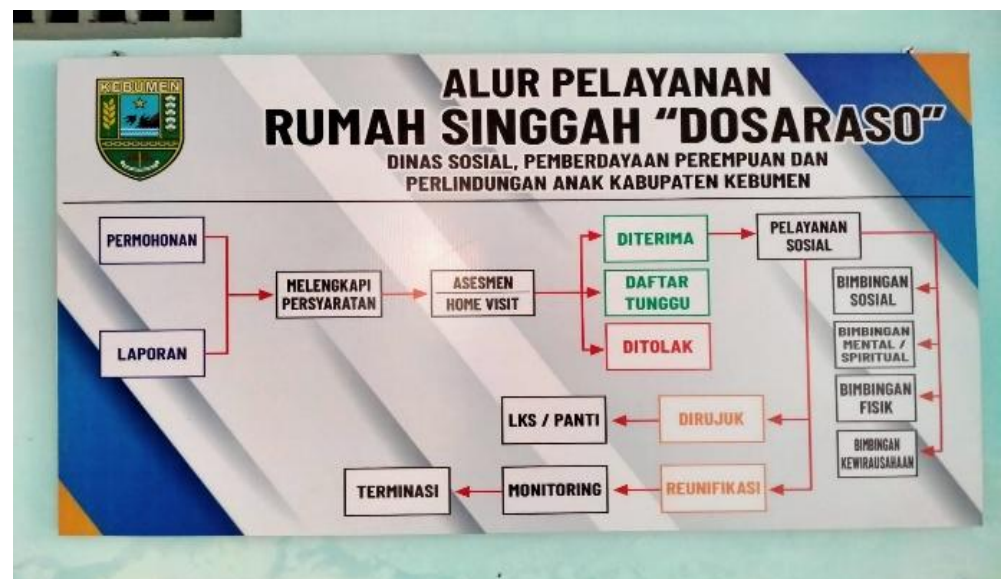 KEBUMEN
ALUR PELAYANAN
RUMAH SINGGAH "DOSARASO"
DINAS SOSIAL, PEMBERDAYAAN PEREMPUAN DAN
PERLINDUNGAN ANAK KABUPATEN KEBUMEN
PERMOHONAN
LAPORAN
MELENGKAPI
PERSYARATAN
ASESMEN
HOME VISIT
DITERIMA
DAFTAR
TUNGGU
DITOLAK
PELAYANAN
SOSIAL
BIMBINGAN
SOSIAL
BIMBINGAN
MENTAL /
SPIRITUAL
BIMBINGAN
FISIK
BIMBINGAN
KEWIRAUSAHAAN
DIRUJUK
LKS / PANTI
REUNIFIKASI
MONITORING
TERMINASI